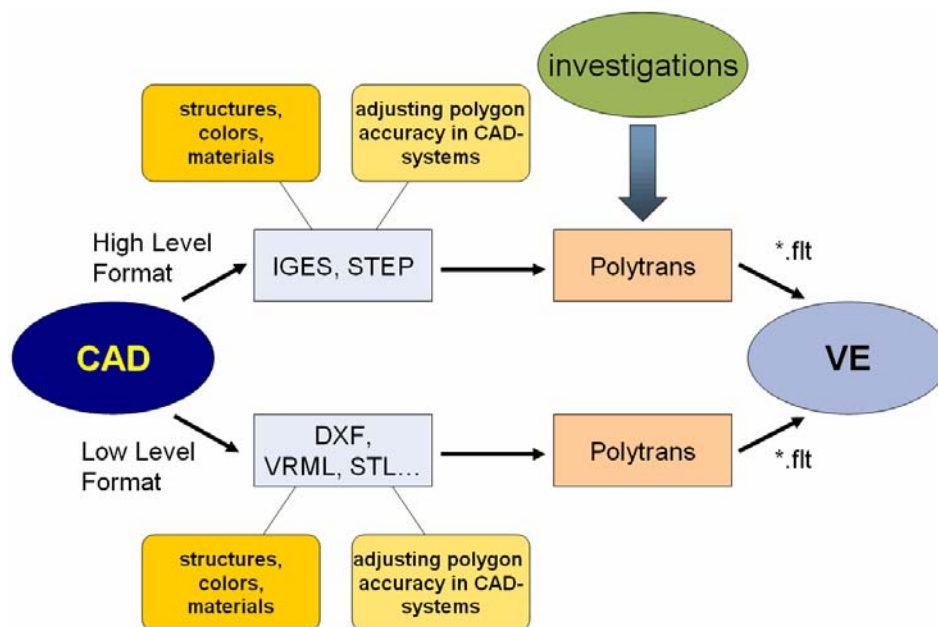 investigations
structures,
colors,
materials
adjusting polygon
accuracy in CAD-
systems
High Level
Format
IGES, STEP
Polytrans
*.flt
CAD
VE
Low Level
Format
DXF,
VRML, STL...
Polytrans
*.flt
structures,
colors,
materials
adjusting polygon
accuracy in CAD-
systems